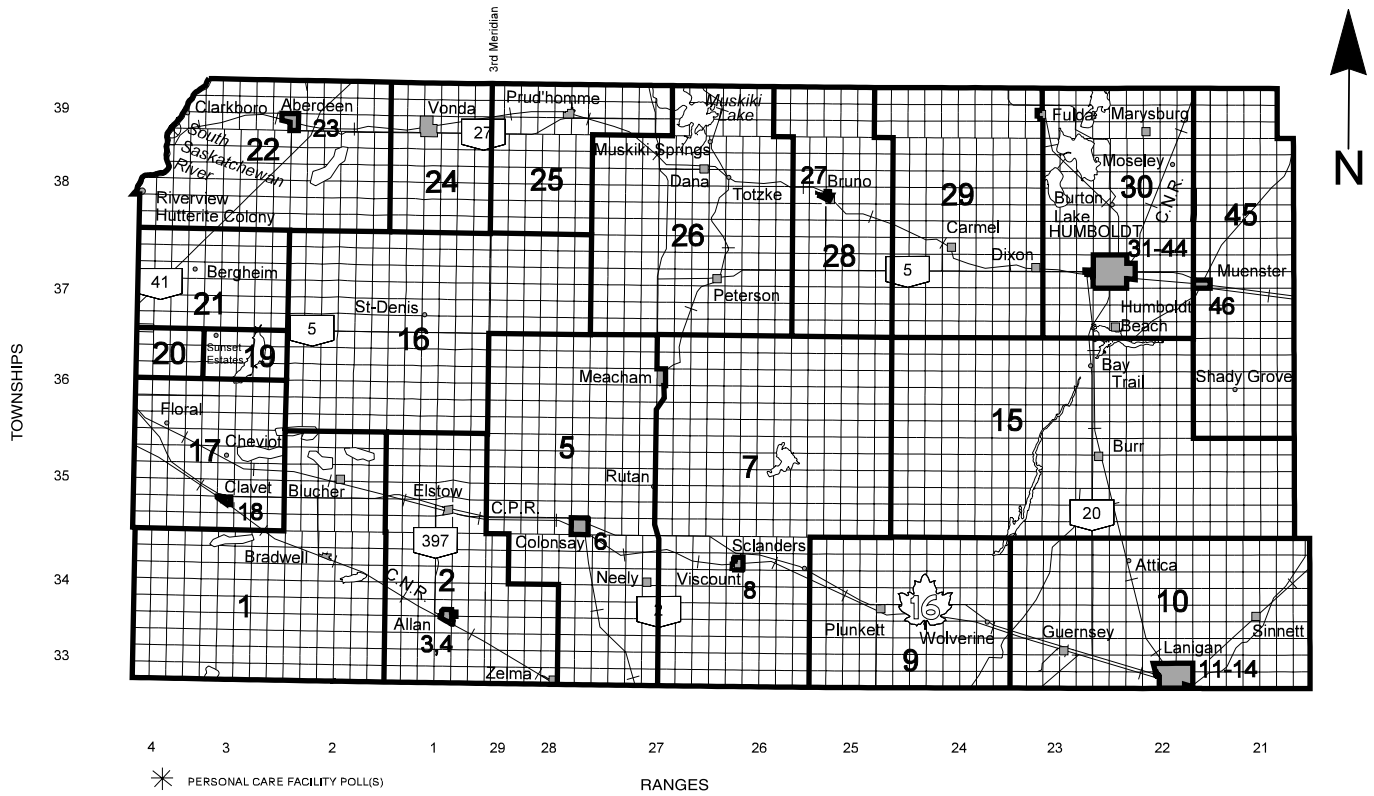 3rd Meridian
39
Clarkboro
Aberdeen
23
Vonda
27
Prud'homme
Muskiki
Lake
Fulda
Marysburg
South
Saskatchewan
River
22
Muskiki Springs
Moseley
38
24
25
Dana
Totzke
27
Bruno
29
30
C.N.R.
N
Riverview
Hutterite Colony
Burton
Lake
45
26
28
Carmel
HUMBOLDT
31-44
Dixon
Bergheim
5
Muenster
37
41
21
Peterson
Humboldt
Beach
46
St-Denis
5
16
20
Sunset
Estates
19
TOWNSHIPS
36
Meacham
Bay
Trail
Shady Grove
Floral
15
17
Cheviot
5
7
Burr
35
Rutan
Clavet
18
Blucher
Elstow
C.P.R.
20
397
Colonsay
6
Sclanders
Bradwell
34
C.N.R.
2
Neely
Viscount
8
Attica
1
2
16
10
Allan
3,4
Plunkett
Wolverine
Guernsey
Sinnett
33
9
Lanigan
11-14
Zelma
4
3
2
1
29
28
27
26
25
24
23
22
21
PERSONAL CARE FACILITY POLL(S)
RANGES